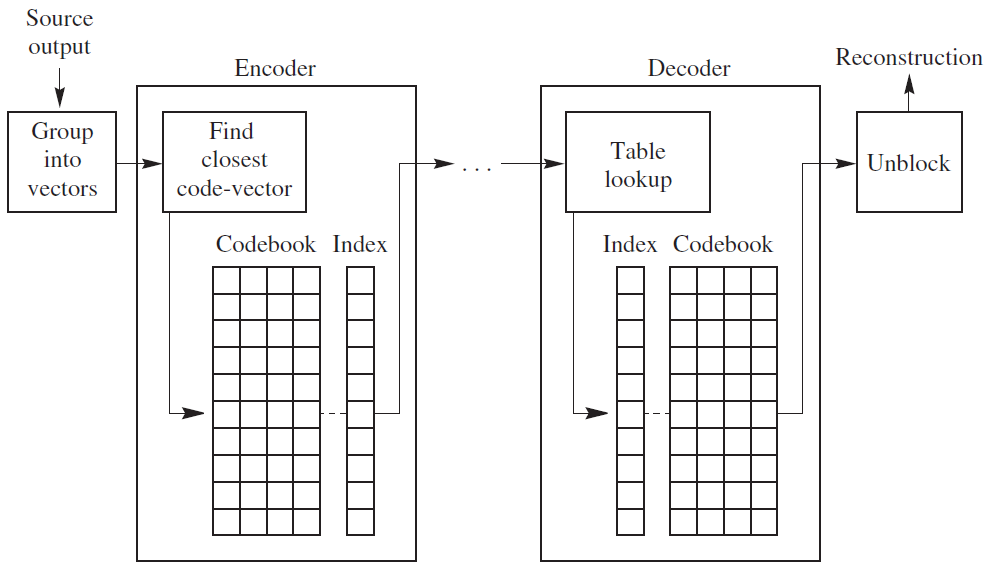 Source
output
Encoder
Decoder
Reconstruction
Group
into
vectors
Find
closest
code-vector
. . .
Table
lookup
Unblock
Codebook Index
Index Codebook